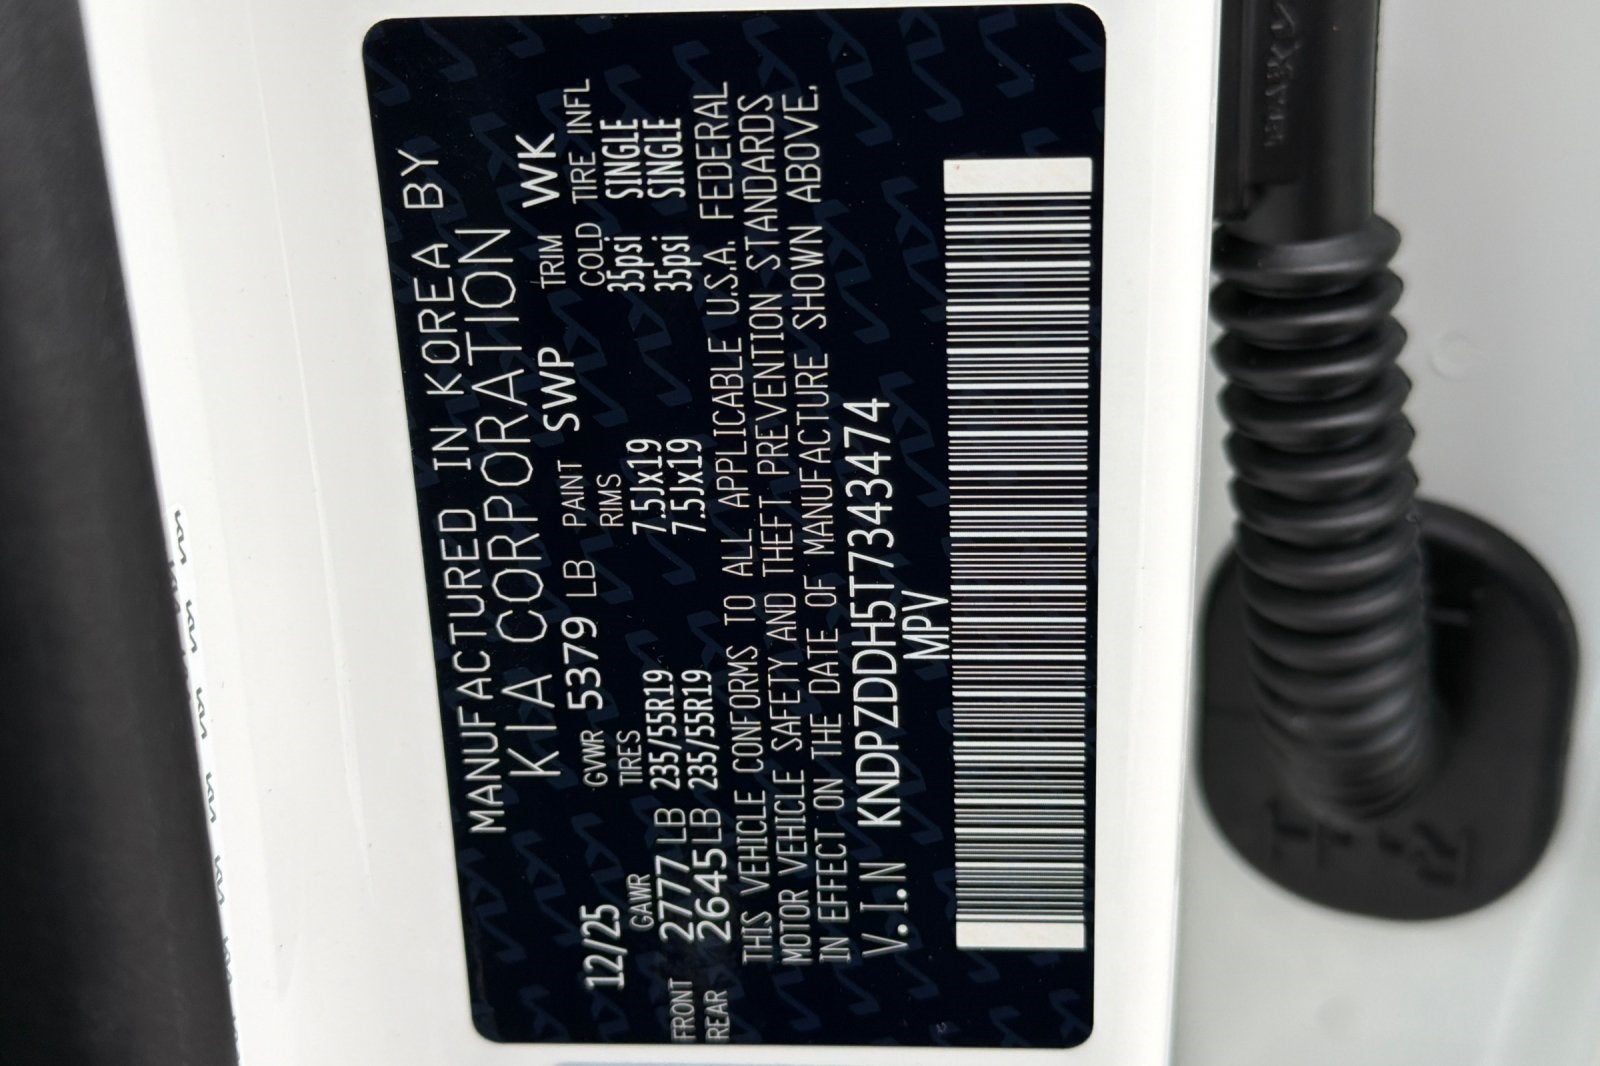 MANUFACTURED IN KOREA BY
KIA CORPORATION
12/25 GVWR 5379 LB PAINT SWP TRIM WK
GAWR TIRES RIMS COLD TIRE INFL
FRONT 2777 LB 235/55R19 7.5Jx19 35psi SINGLE
REAR 2645LB 235/55R19 7.5Jx19 35psi SINGLE
THIS VEHICLE CONFORMS TO ALL APPLICABLE U.S.A. FEDERAL
MOTOR VEHICLE SAFETY AND THEFT PREVENTION STANDARDS
IN EFFECT ON THE DATE OF MANUFACTURE SHOWN ABOVE.
V.I.N KNDPZDDH5T7343474
MPV